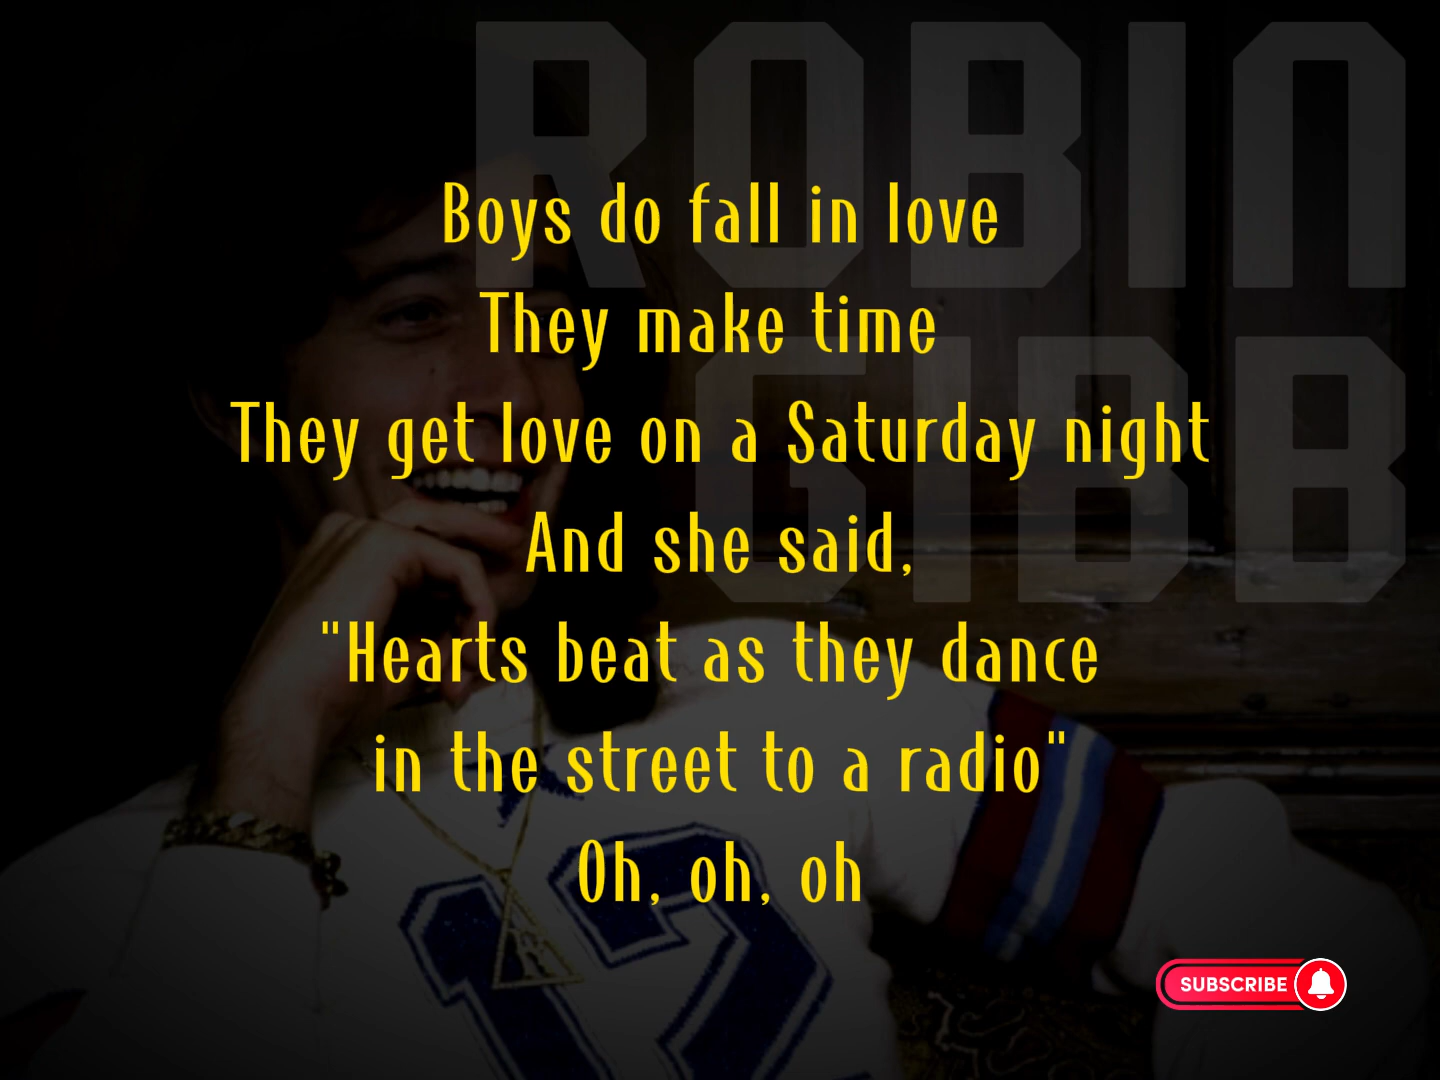 ROBIN
GIBB
Boys do fall in love
They make time
They get love on a Saturday night
And she said,
"Hearts beat as they dance
in the street to a radio"
Oh, oh, oh
12
SUBSCRIBE